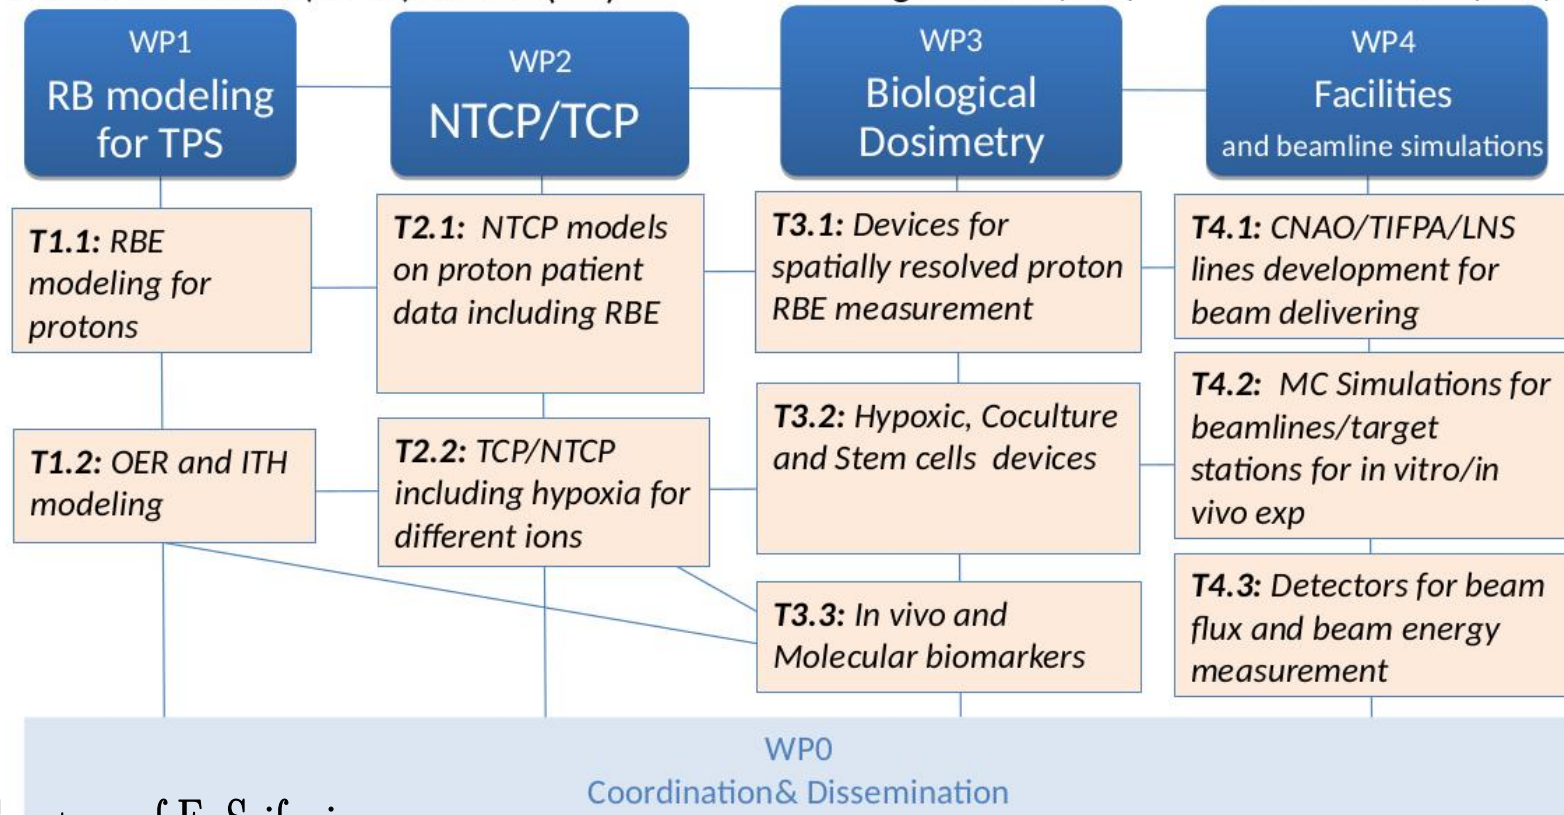 WP1
RB modeling
for TPS
WP2
NTCP/TCP
WP3
Biological
Dosimetry
WP4
Facilities
and beamline simulations
T1.1: RBE
modeling for
protons
T2.1: NTCP models
on proton patient
data including RBE
T3.1: Devices for
spatially resolved proton
RBE measurement
T4.1: CNAO/TIFPA/LNS
lines development for
beam delivering
T1.2: OER and ITH
modeling
T2.2: TCP/NTCP
including hypoxia for
different ions
T3.2: Hypoxic, Coculture
and Stem cells devices
T4.2: MC Simulations for
beamlines/target
stations for in vitro/in
vivo exp
T3.3: In vivo and
Molecular biomarkers
T4.3: Detectors for beam
flux and beam energy
measurement
WP0
Coordination& Dissemination